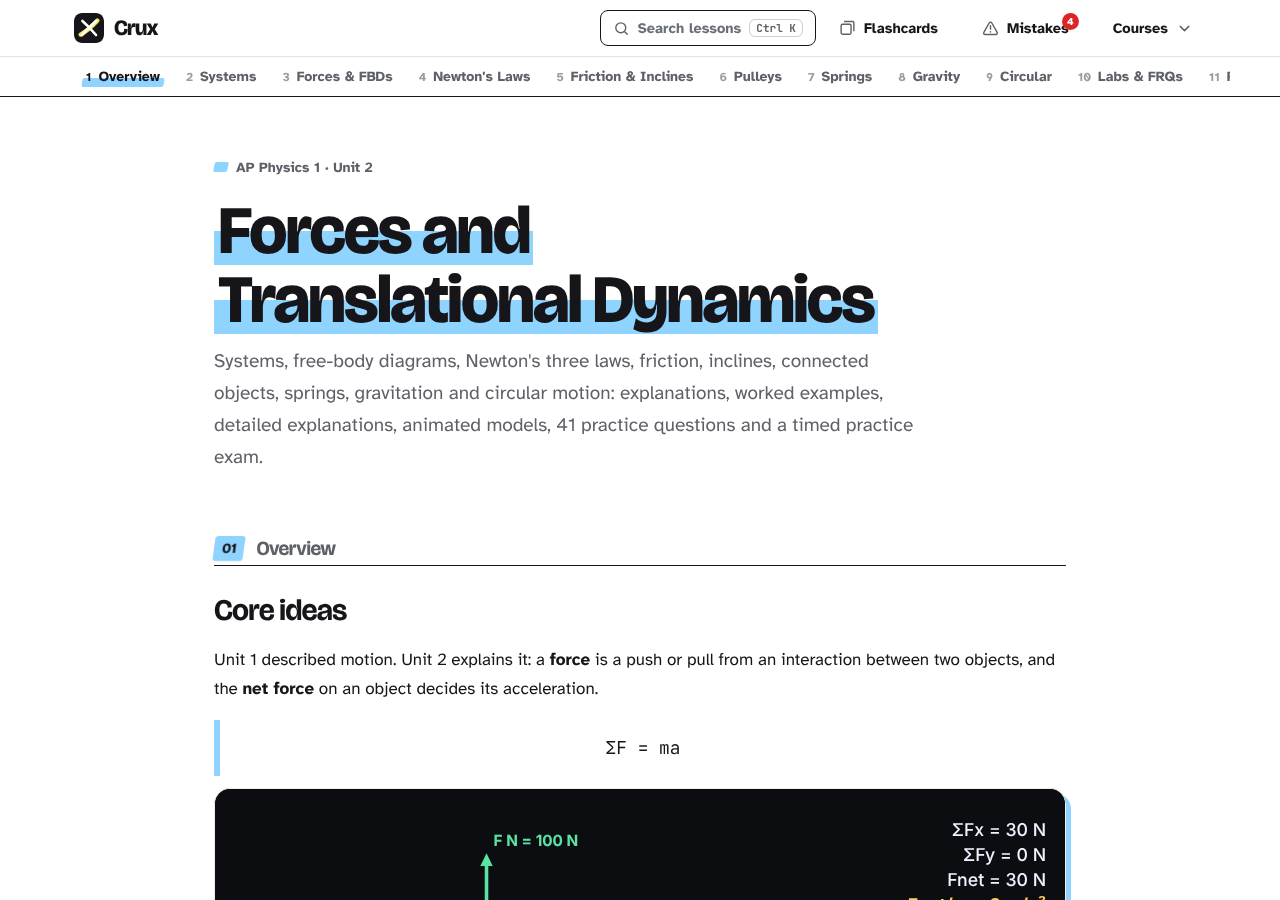 Crux
Search lessons Ctrl K
Flashcards
Mistakes 4
Courses
1 Overview 2 Systems 3 Forces & FBDs 4 Newton's Laws 5 Friction & Inclines 6 Pulleys 7 Springs 8 Gravity 9 Circular 10 Labs & FRQs 11
AP Physics 1 · Unit 2
Forces and
Translational Dynamics
Systems, free-body diagrams, Newton's three laws, friction, inclines, connected
objects, springs, gravitation and circular motion: explanations, worked examples,
detailed explanations, animated models, 41 practice questions and a timed practice
exam.
01 Overview
Core ideas
Unit 1 described motion. Unit 2 explains it: a force is a push or pull from an interaction between two objects, and
the net force on an object decides its acceleration.
ΣF = ma
F N = 100 N
ΣFx = 30 N
ΣFy = 0 N
Fnet = 30 N